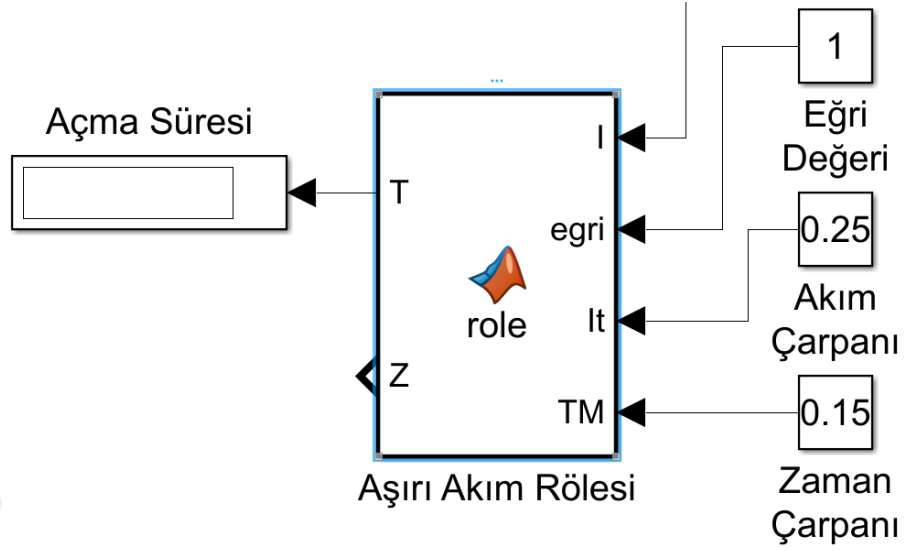 ...
Açma Süresi
T
Z
role
I
egri
It
TM
Aşırı Akım Rölesi
1
Eğri
Değeri
0.25
Akım
Çarpanı
0.15
Zaman
Çarpanı